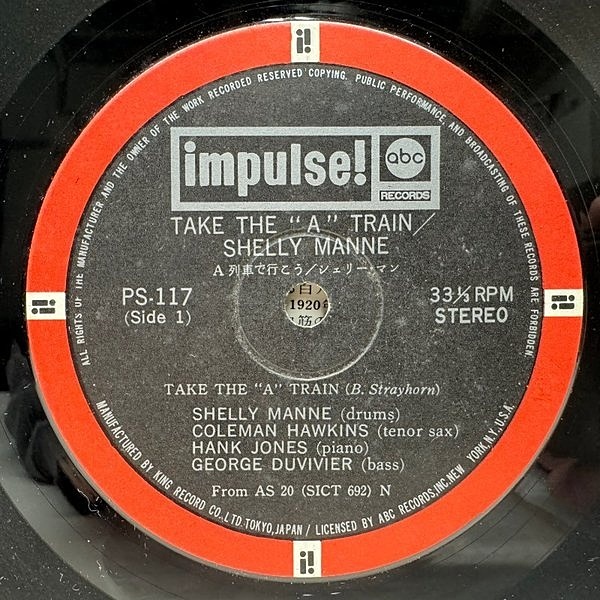 ALL RIGHTS OF THE MANUFACTURER AND THE OWNER OF THE WORK RECORDED RESERVED COPYING, PUBLIC PERFORMANCE AND BROADCASTING OF THESE RECORDS ARE FORBIDDEN
impulse!
abc
RECORDS
TAKE THE "A" TRAIN/
SHELLY MANNE
A列車で行こう/シェリー・マン
PS-117
(Side 1)
1920
33⅓ RPM
STEREO
TAKE THE "A" TRAIN (B. Strayhorn)
SHELLY MANNE (drums)
COLEMAN HAWKINS (tenor sax)
HANK JONES (piano)
GEORGE DUVIVIER (bass)
From AS 20 (SICT 692) N
MANUFACTURED BY KING RECORD CO., LTD. TOKYO, JAPAN / LICENSED BY ABC RECORDS, INC. NEW YORK, N.Y., U.S.A.